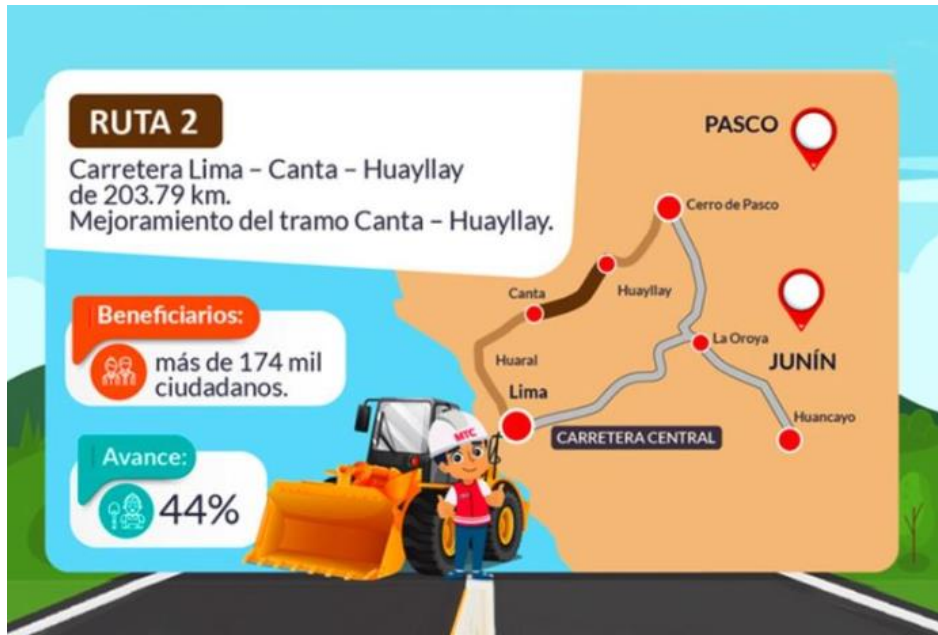 RUTA 2
Carretera Lima – Canta – Huayllay
de 203.79 km.
Mejoramiento del tramo Canta – Huayllay.
Beneficiarios:
más de 174 mil
ciudadanos.
Avance:
44%
PASCO
Cerro de Pasco
Canta
Huayllay
La Oroya
JUNÍN
Huaral
Lima
Huancayo
CARRETERA CENTRAL
MTC